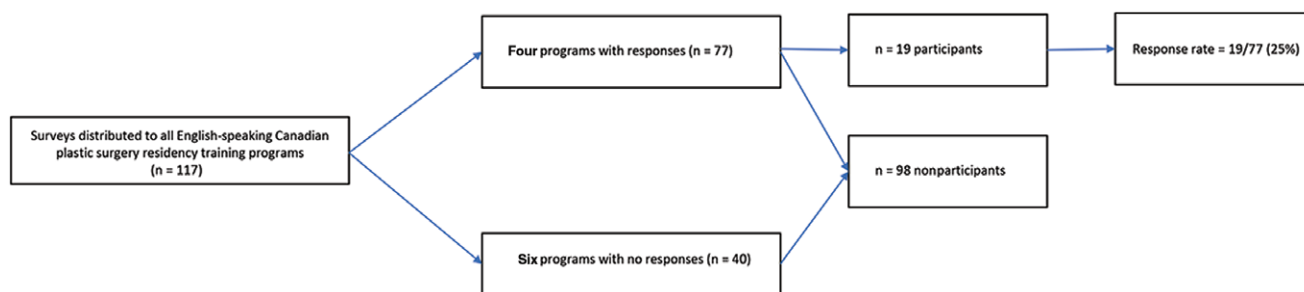 Four programs with responses (n = 77)
n = 19 participants
Response rate = 19/77 (25%)
Surveys distributed to all English-speaking Canadian
plastic surgery residency training programs
(n = 117)
n = 98 nonparticipants
Six programs with no responses (n = 40)